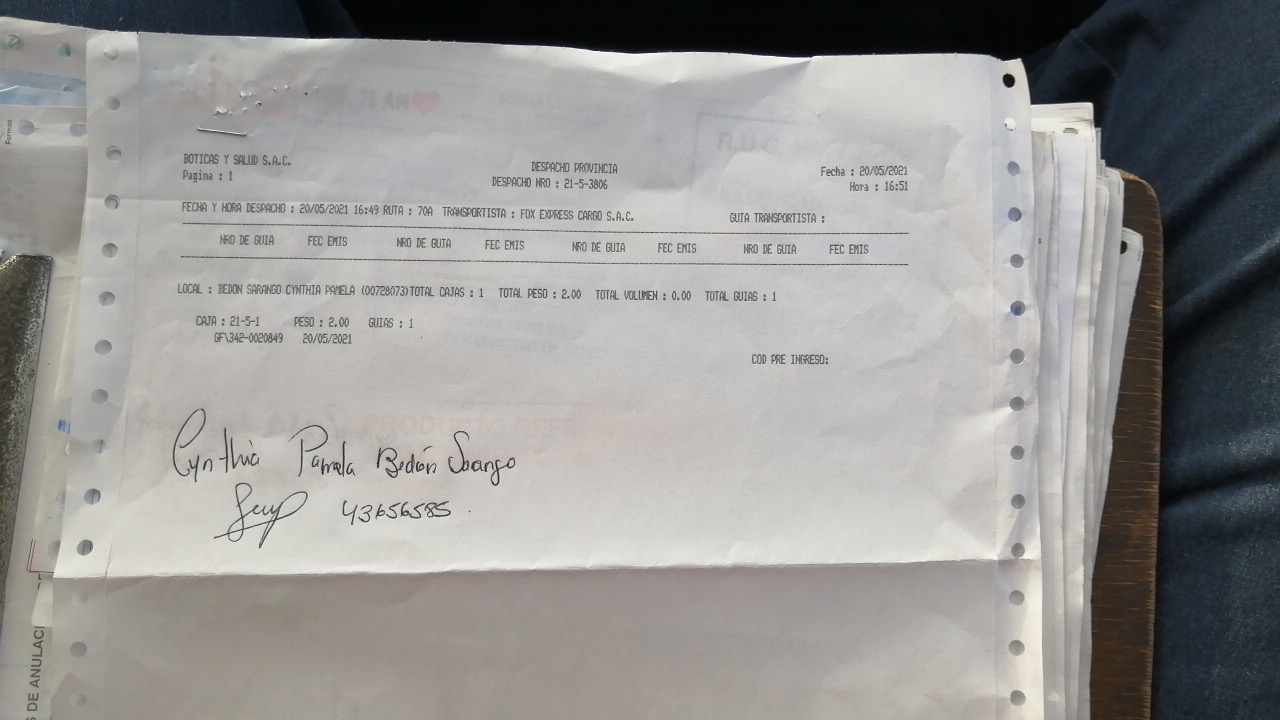 BOTICAS Y SALUD S.A.C.
Pagina : 1
DESPACHO PROVINCIA
DESPACHO NRO : 21-5-3806
Fecha : 20/05/2021
Hora : 16:51
FECHA Y HORA DESPACHO : 20/05/2021 16:49 RUTA : 70A TRANSPORTISTA : FOX EXPRESS CARGO S.A.C. GUIA TRANSPORTISTA :
NRO DE GUIA FEC EMIS NRO DE GUIA FEC EMIS NRO DE GUIA FEC EMIS NRO DE GUIA FEC EMIS
LOCAL : BEDON SARANGO CYNTHIA PAMELA (00728073)TOTAL CAJAS : 1 TOTAL PESO : 2.00 TOTAL VOLUMEN : 0.00 TOTAL GUIAS : 1
CAJA : 21-5-1 PESO : 2.00 GUIAS : 1
GF\342-0020849 20/05/2021
COD PRE INGRESO:
Cynthia Pamela Bedón Sarango
43656585
S DE ANULACI